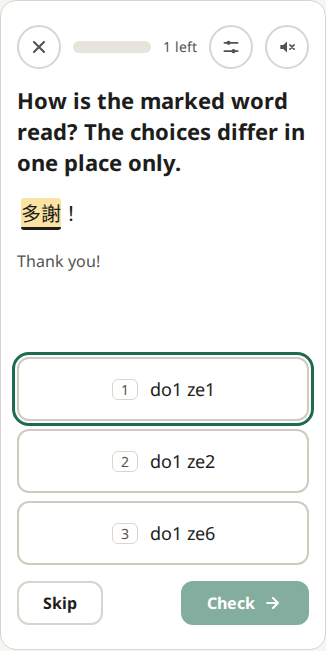 1 left
How is the marked word
read? The choices differ in
one place only.
多謝！
Thank you!
1 do1 ze1
2 do1 ze2
3 do1 ze6
Skip
Check →